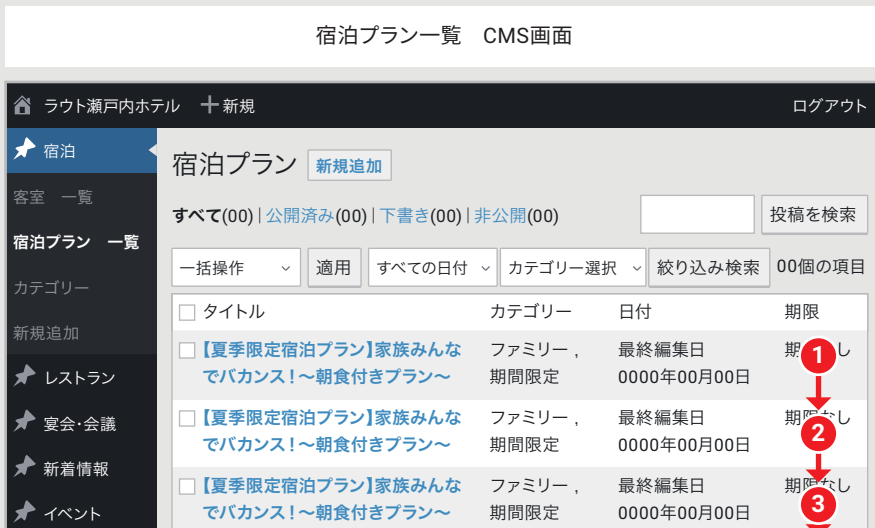 宿泊プラン一覧　CMS画面
ラウト瀬戸内ホテル 新規 ログアウト
宿泊
客室　一覧
宿泊プラン　一覧
カテゴリー
新規追加
レストラン
宴会・会議
新着情報
イベント
宿泊プラン 新規追加
すべて(00)|公開済み(00)|下書き(00)|非公開(00) 投稿を検索
一括操作 適用 すべての日付 カテゴリー選択 絞り込み検索 00個の項目
タイトル カテゴリー 日付 期限
【夏季限定宿泊プラン】家族みんな ファミリー , 最終編集日 期 1 し
でバカンス!〜朝食付きプラン〜 期間限定 0000年00月00日
【夏季限定宿泊プラン】家族みんな ファミリー , 最終編集日 期限なし
でバカンス!〜朝食付きプラン〜 期間限定 0000年00月00日 2
【夏季限定宿泊プラン】家族みんな ファミリー , 最終編集日 期限なし
でバカンス!〜朝食付きプラン〜 期間限定 0000年00月00日 3